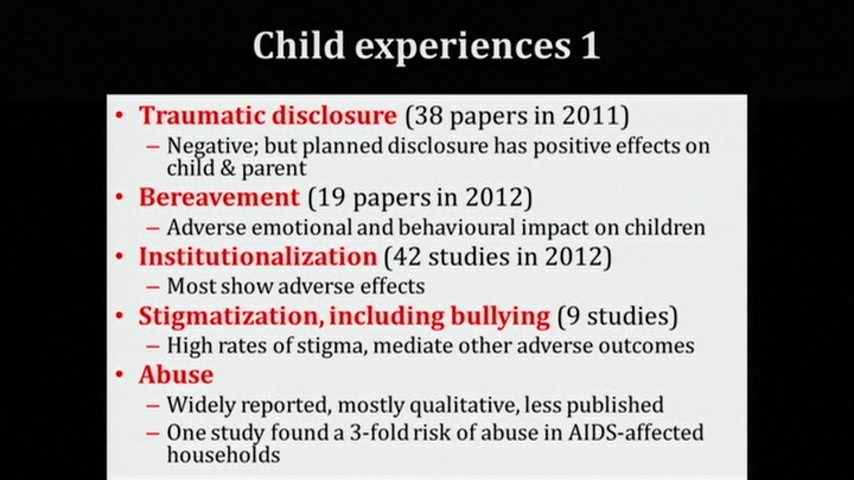 Child experiences 1
• Traumatic disclosure (38 papers in 2011)
– Negative; but planned disclosure has positive effects on
child & parent
• Bereavement (19 papers in 2012)
– Adverse emotional and behavioural impact on children
• Institutionalization (42 studies in 2012)
– Most show adverse effects
• Stigmatization, including bullying (9 studies)
– High rates of stigma, mediate other adverse outcomes
• Abuse
– Widely reported, mostly qualitative, less published
– One study found a 3-fold risk of abuse in AIDS-affected
households